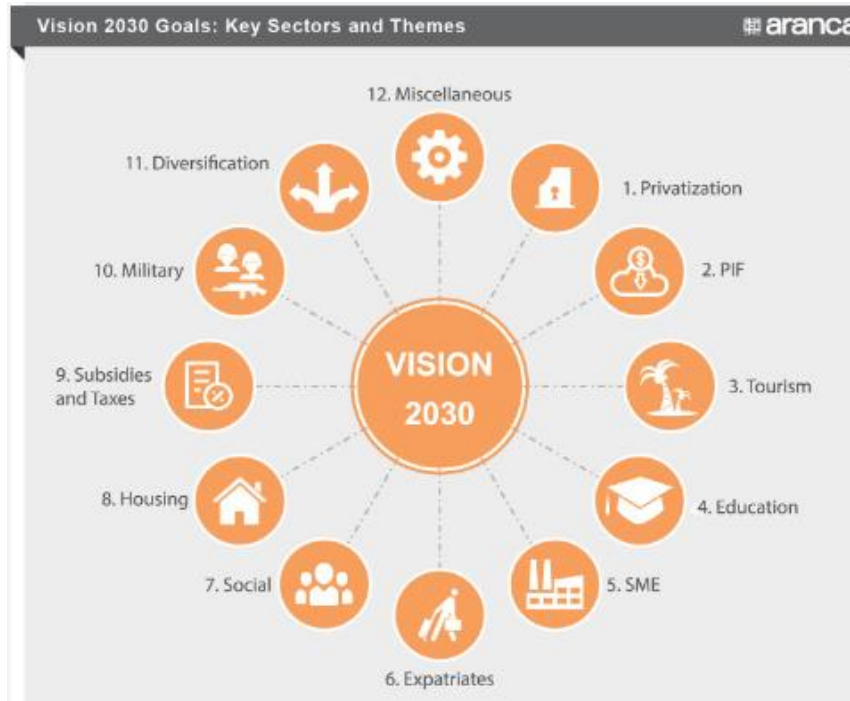 Vision 2030 Goals: Key Sectors and Themes
aranca
12. Miscellaneous
11. Diversification
1. Privatization
10. Military
2. PIF
VISION
2030
9. Subsidies
and Taxes
3. Tourism
8. Housing
4. Education
7. Social
5. SME
6. Expatriates